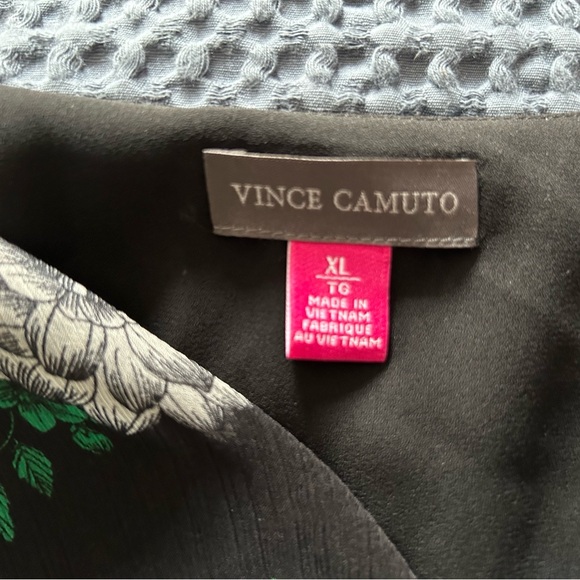 VINCE CAMUTO
XL
TG
MADE IN
VIETNAM
FABRIQUE
AU VIETNAM